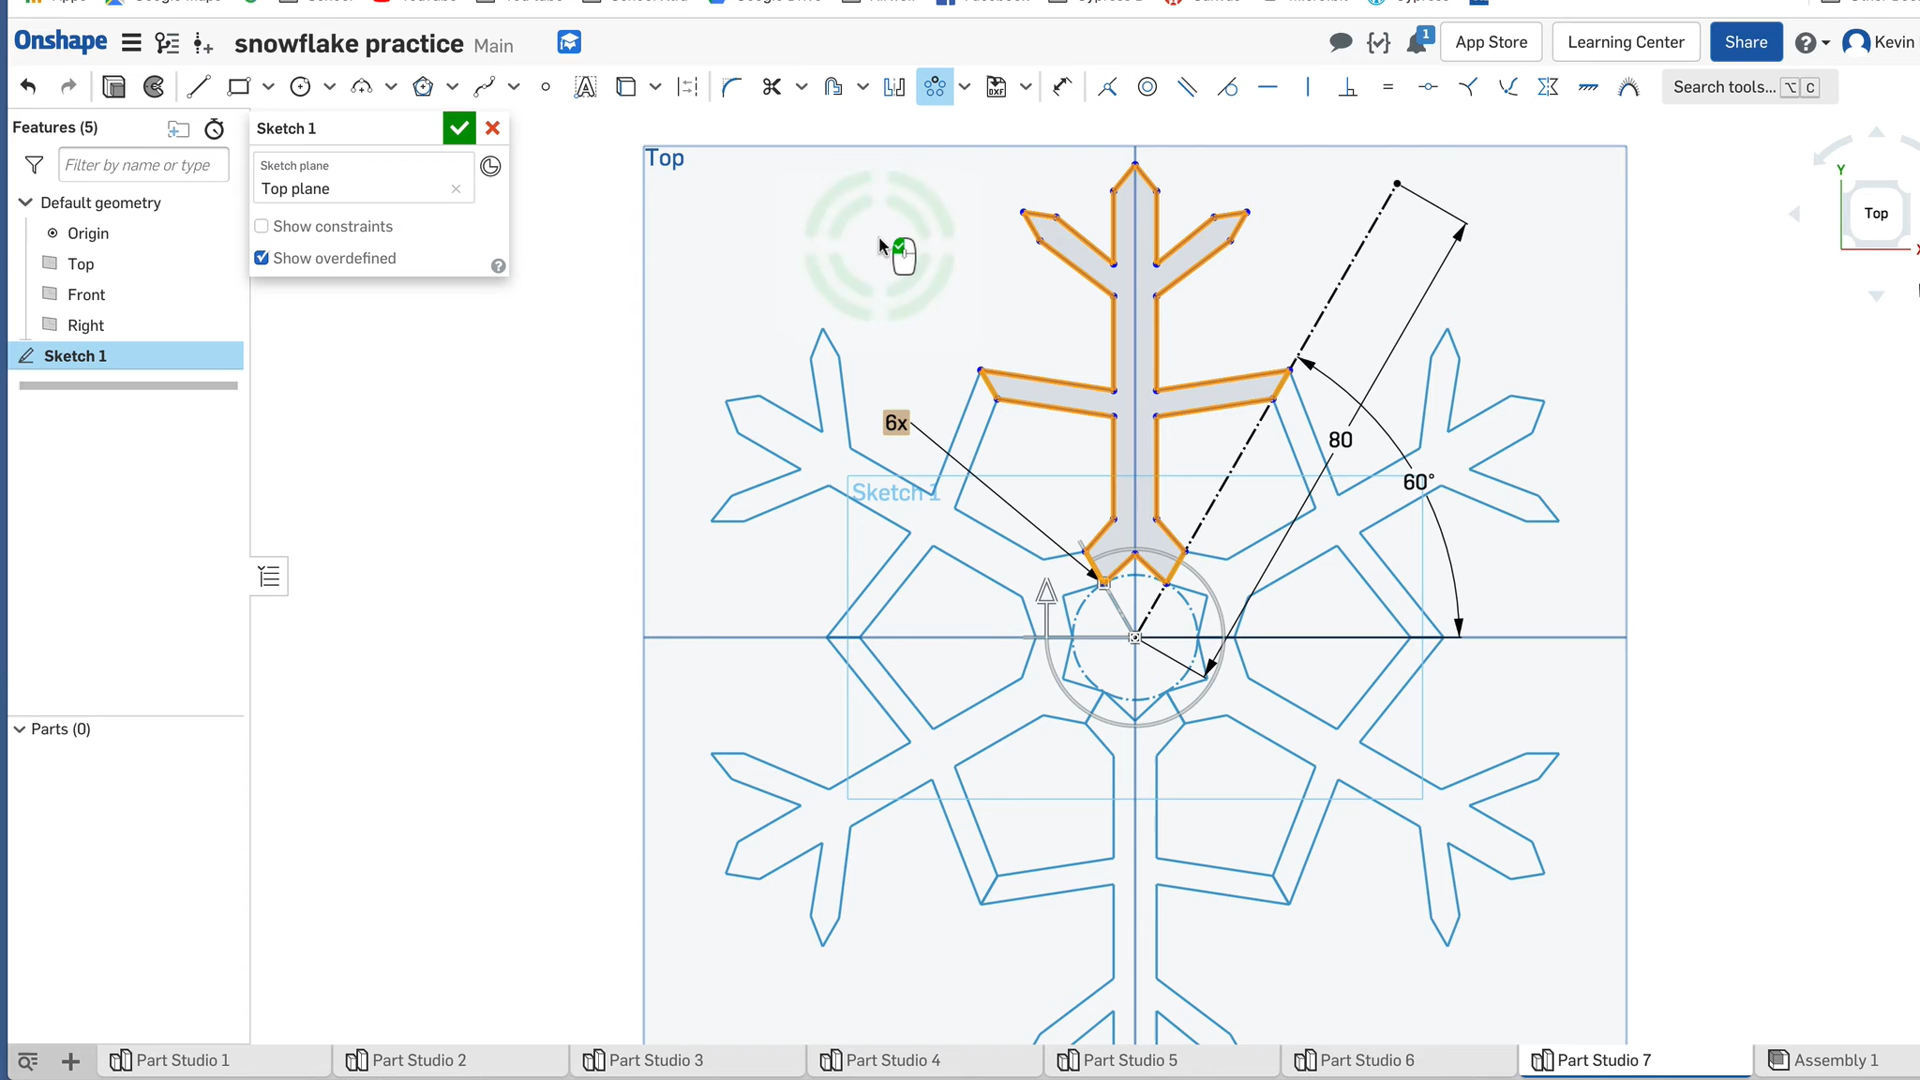 Onshape snowflake practice Main 1 App Store Learning Center Share Kevin
Search tools... ⌥ C
Features (5)
Filter by name or type
Default geometry
Origin
Top
Front
Right
Sketch 1
Parts (0)
Sketch 1
Sketch plane
Top plane
Show constraints
Show overdefined
Top
6x
80
60°
Sketch 1
Y
Top
Part Studio 1
Part Studio 2
Part Studio 3
Part Studio 4
Part Studio 5
Part Studio 6
Part Studio 7
Assembly 1